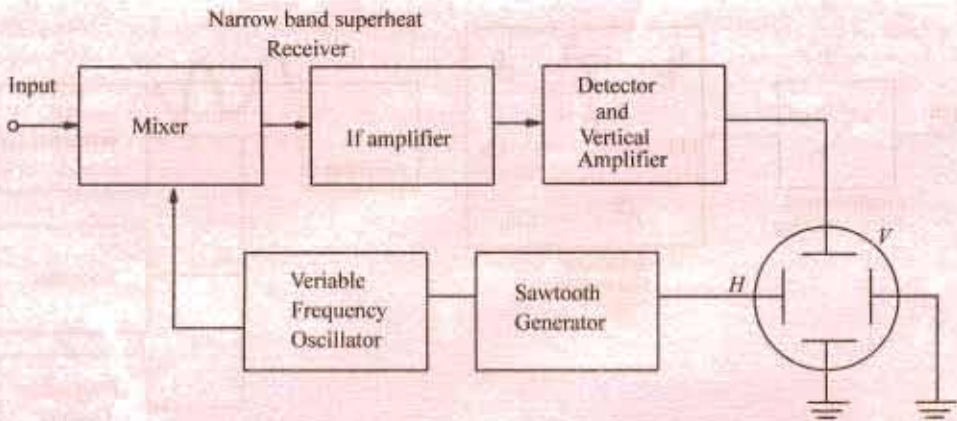 Narrow band superheat
Receiver
Input
Mixer
If amplifier
Detector
and
Vertical
Amplifier
V
H
Veriable
Frequency
Oscillator
Sawtooth
Generator